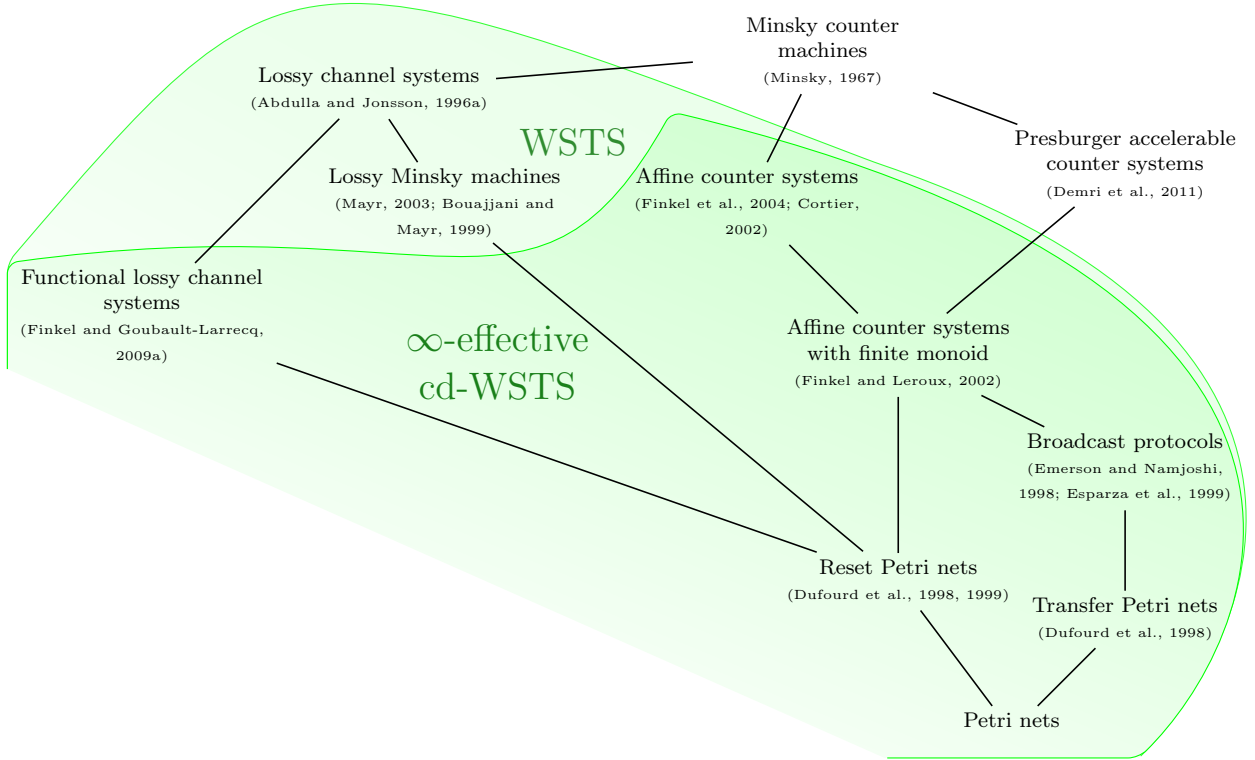 Minsky counter
machines
(Minsky, 1967)
Lossy channel systems
(Abdulla and Jonsson, 1996a)
WSTS
Presburger accelerable
counter systems
(Demri et al., 2011)
Lossy Minsky machines
(Mayr, 2003; Bouajjani and
Mayr, 1999)
Affine counter systems
(Finkel et al., 2004; Cortier,
2002)
Functional lossy channel
systems
(Finkel and Goubault-Larrecq,
2009a)
∞-effective
cd-WSTS
Affine counter systems
with finite monoid
(Finkel and Leroux, 2002)
Broadcast protocols
(Emerson and Namjoshi,
1998; Esparza et al., 1999)
Reset Petri nets
(Dufourd et al., 1998, 1999)
Transfer Petri nets
(Dufourd et al., 1998)
Petri nets